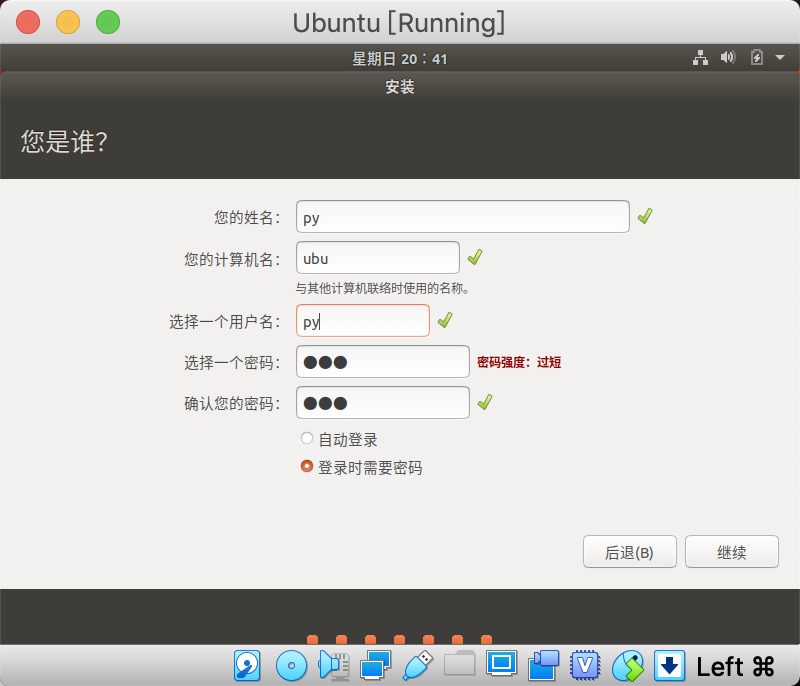 Ubuntu [Running]
星期日 20：41
安装
您是谁?
您的姓名: py
您的计算机名: ubu
与其他计算机联络时使用的名称。
选择一个用户名: py
选择一个密码: ●●● 密码强度：过短
确认您的密码: ●●●
自动登录
登录时需要密码
后退(B) 继续
V
Left ⌘